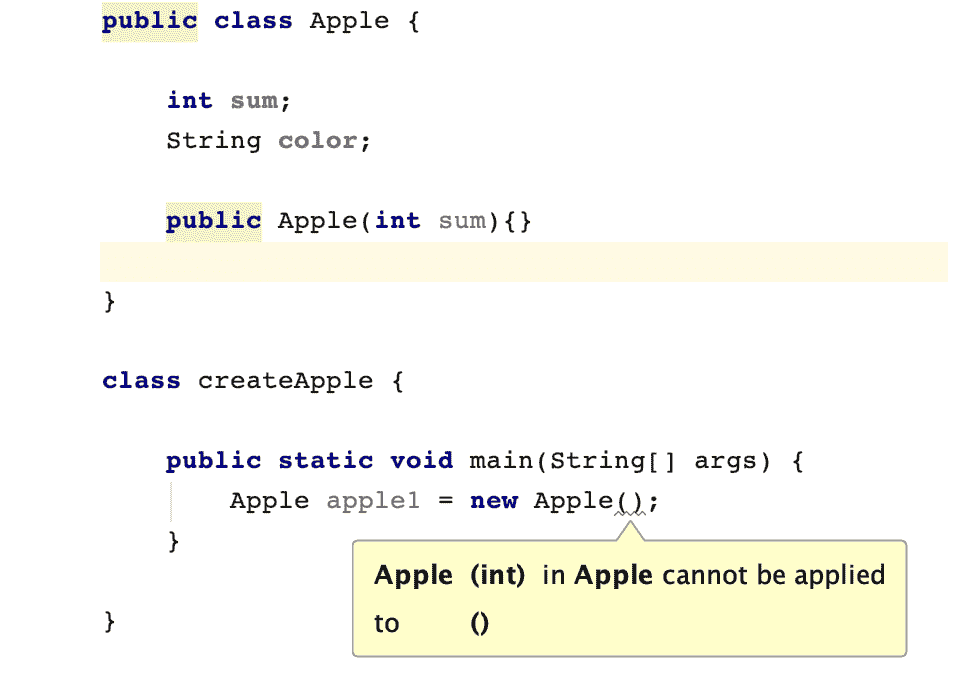 public class Apple {
int sum;
String color;
public Apple(int sum){}
}
class createApple {
public static void main(String[] args) {
Apple apple1 = new Apple();
}
Apple (int) in Apple cannot be applied
to ()
}